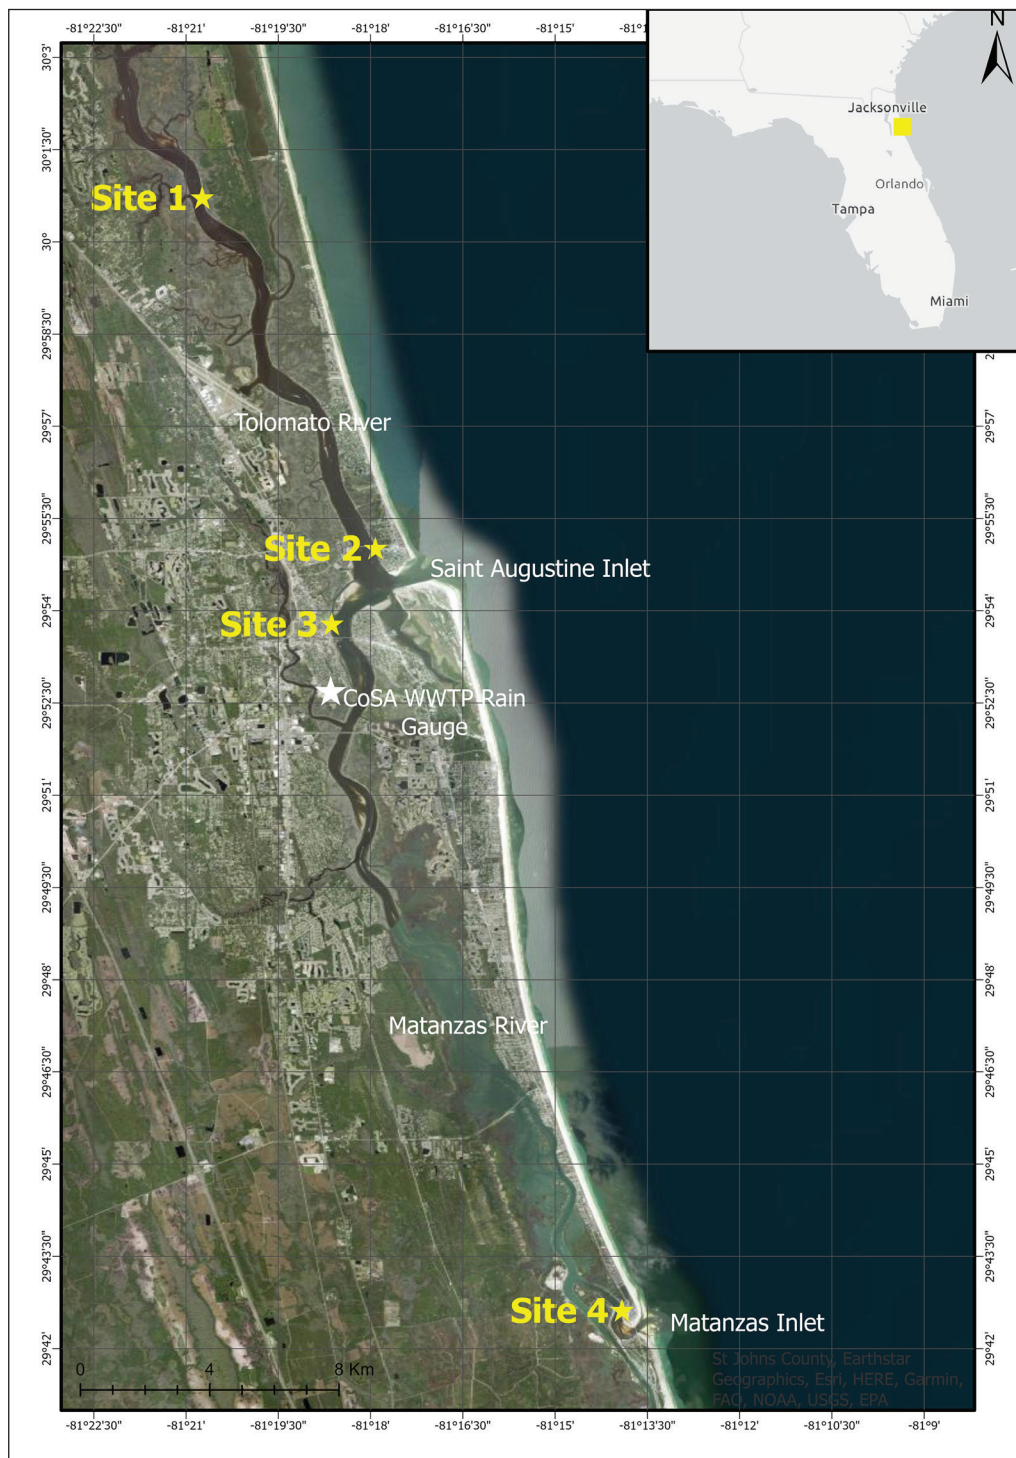 -81°22'30" -81°21' -81°19'30" -81°18' -81°16'30" -81°15' -81°1
N
Jacksonville
Orlando
Tampa
Miami
30°3'
30°1'30"
30°
29°58'30"
29°57'
29°55'30"
29°54'
29°52'30"
29°51'
29°49'30"
29°48'
29°46'30"
29°45'
29°43'30"
29°42'
Site 1
Tolomato River
Site 2
Saint Augustine Inlet
Site 3
CoSA WWTP Rain
Gauge
Matanzas River
Site 4
Matanzas Inlet
29°57'
29°55'30"
29°54'
29°52'30"
29°51'
29°49'30"
29°48'
29°46'30"
29°45'
29°43'30"
29°42'
0 4 8 Km
St Johns County, Earthstar
Geographics, Esri, HERE, Garmin,
FAO, NOAA, USGS, EPA
-81°22'30" -81°21' -81°19'30" -81°18' -81°16'30" -81°15' -81°13'30" -81°12' -81°10'30" -81°9'